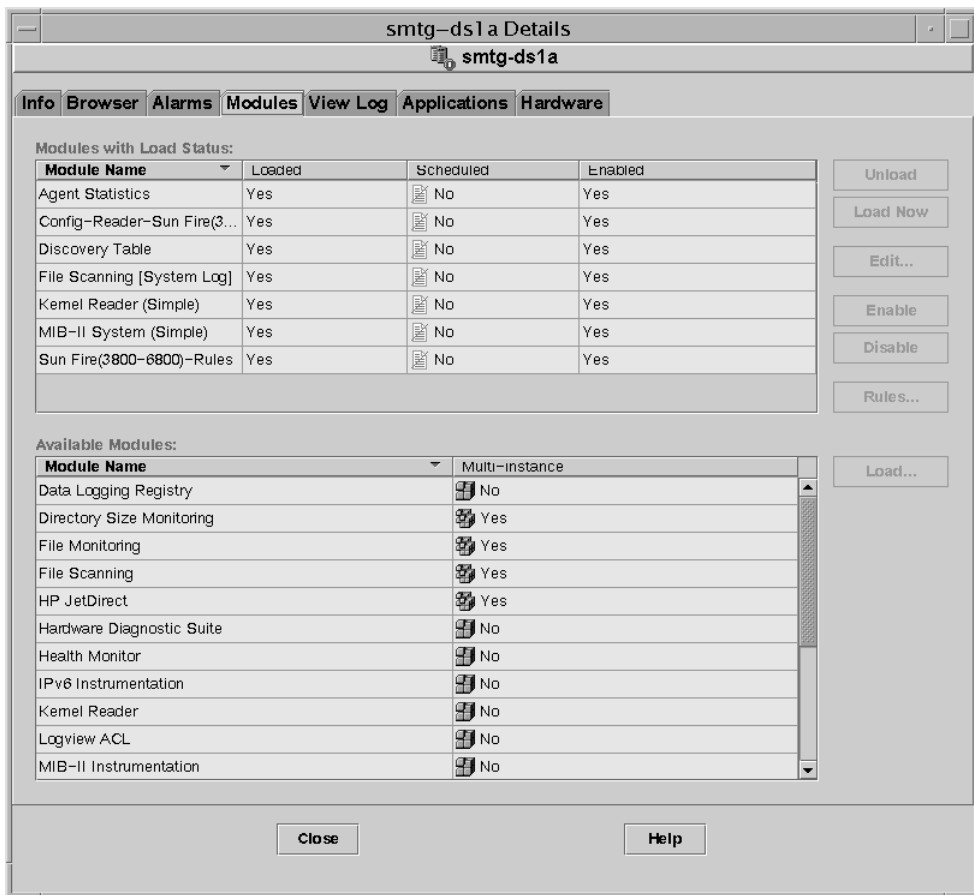 smtg-ds1a Details
smtg-ds1a
Info Browser Alarms Modules View Log Applications Hardware
Modules with Load Status:
Module Name Loaded Scheduled Enabled
Agent Statistics Yes No Yes
Config-Reader-Sun Fire(3... Yes No Yes
Discovery Table Yes No Yes
File Scanning [System Log] Yes No Yes
Kernel Reader (Simple) Yes No Yes
MIB-II System (Simple) Yes No Yes
Sun Fire(3800-6800)-Rules Yes No Yes
Unload
Load Now
Edit...
Enable
Disable
Rules...
Available Modules:
Module Name Multi-Instance
Data Logging Registry No
Directory Size Monitoring Yes
File Monitoring Yes
File Scanning Yes
HP JetDirect Yes
Hardware Diagnostic Suite No
Health Monitor No
IPv6 Instrumentation No
Kernel Reader No
Logview ACL No
MIB-II Instrumentation No
Load...
Close Help